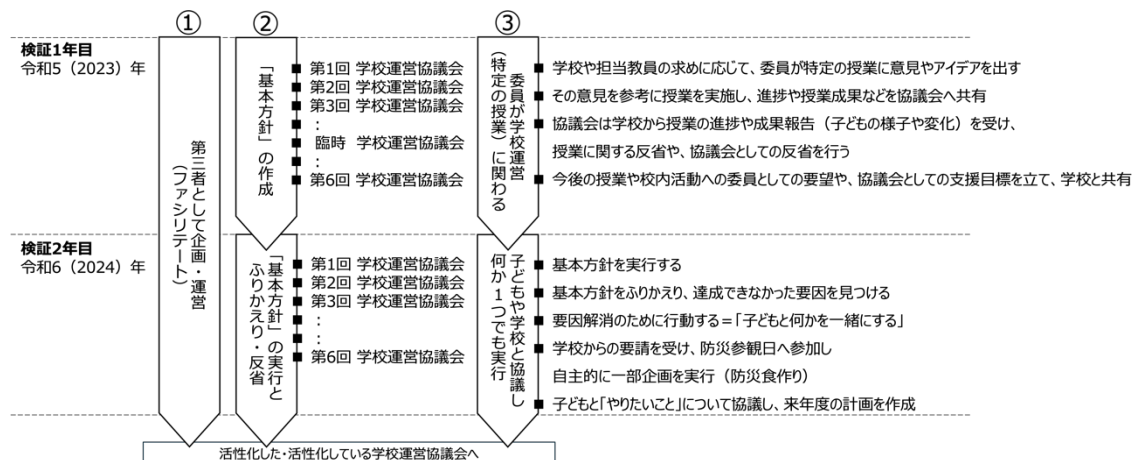 ①
②
③
検証1年目
令和5（2023）年
第三者として企画・運営
（ファシリテート）
「基本方針」の作成
■ 第1回 学校運営協議会
■ 第2回 学校運営協議会
■ 第3回 学校運営協議会
■ :
■ 臨時 学校運営協議会
■ :
■ 第6回 学校運営協議会
委員が学校運営
（特定の授業）に関わる
■ 学校や担当教員の求めに応じて、委員が特定の授業に意見やアイデアを出す
■ その意見を参考に授業を実施し、進捗や授業成果などを協議会へ共有
■ 協議会は学校から授業の進捗や成果報告（子どもの様子や変化）を受け、
授業に関する反省や、協議会としての反省を行う
■ 今後の授業や校内活動への委員としての要望や、協議会としての支援目標を立て、学校と共有
検証2年目
令和6（2024）年
「基本方針」の実行と
ふりかえり・反省
■ 第1回 学校運営協議会
■ 第2回 学校運営協議会
■ 第3回 学校運営協議会
■ :
■ :
■ 第6回 学校運営協議会
子どもや学校と協議し
何か１つでも実行
■ 基本方針を実行する
■ 基本方針をふりかえり、達成できなかった要因を見つける
■ 要因解消のために行動する＝「子どもと何かを一緒にする」
■ 学校からの要請を受け、防災参観日へ参加し
自主的に一部企画を実行（防災食作り）
■ 子どもと「やりたいこと」について協議し、来年度の計画を作成
活性化した・活性化している学校運営協議会へ